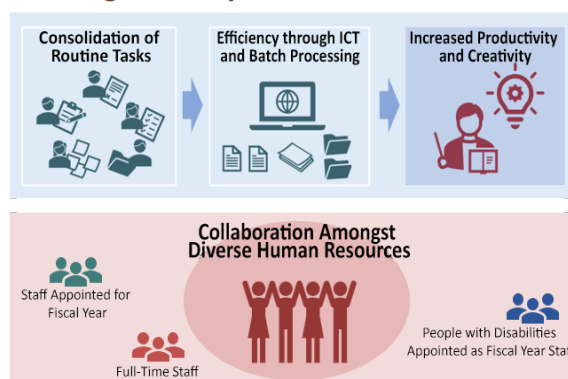 Consolidation of
Routine Tasks
Efficiency through ICT
and Batch Processing
Increased Productivity
and Creativity
Collaboration Amongst
Diverse Human Resources
Staff Appointed for
Fiscal Year
Full-Time Staff
People with Disabilities
Appointed as Fiscal Year